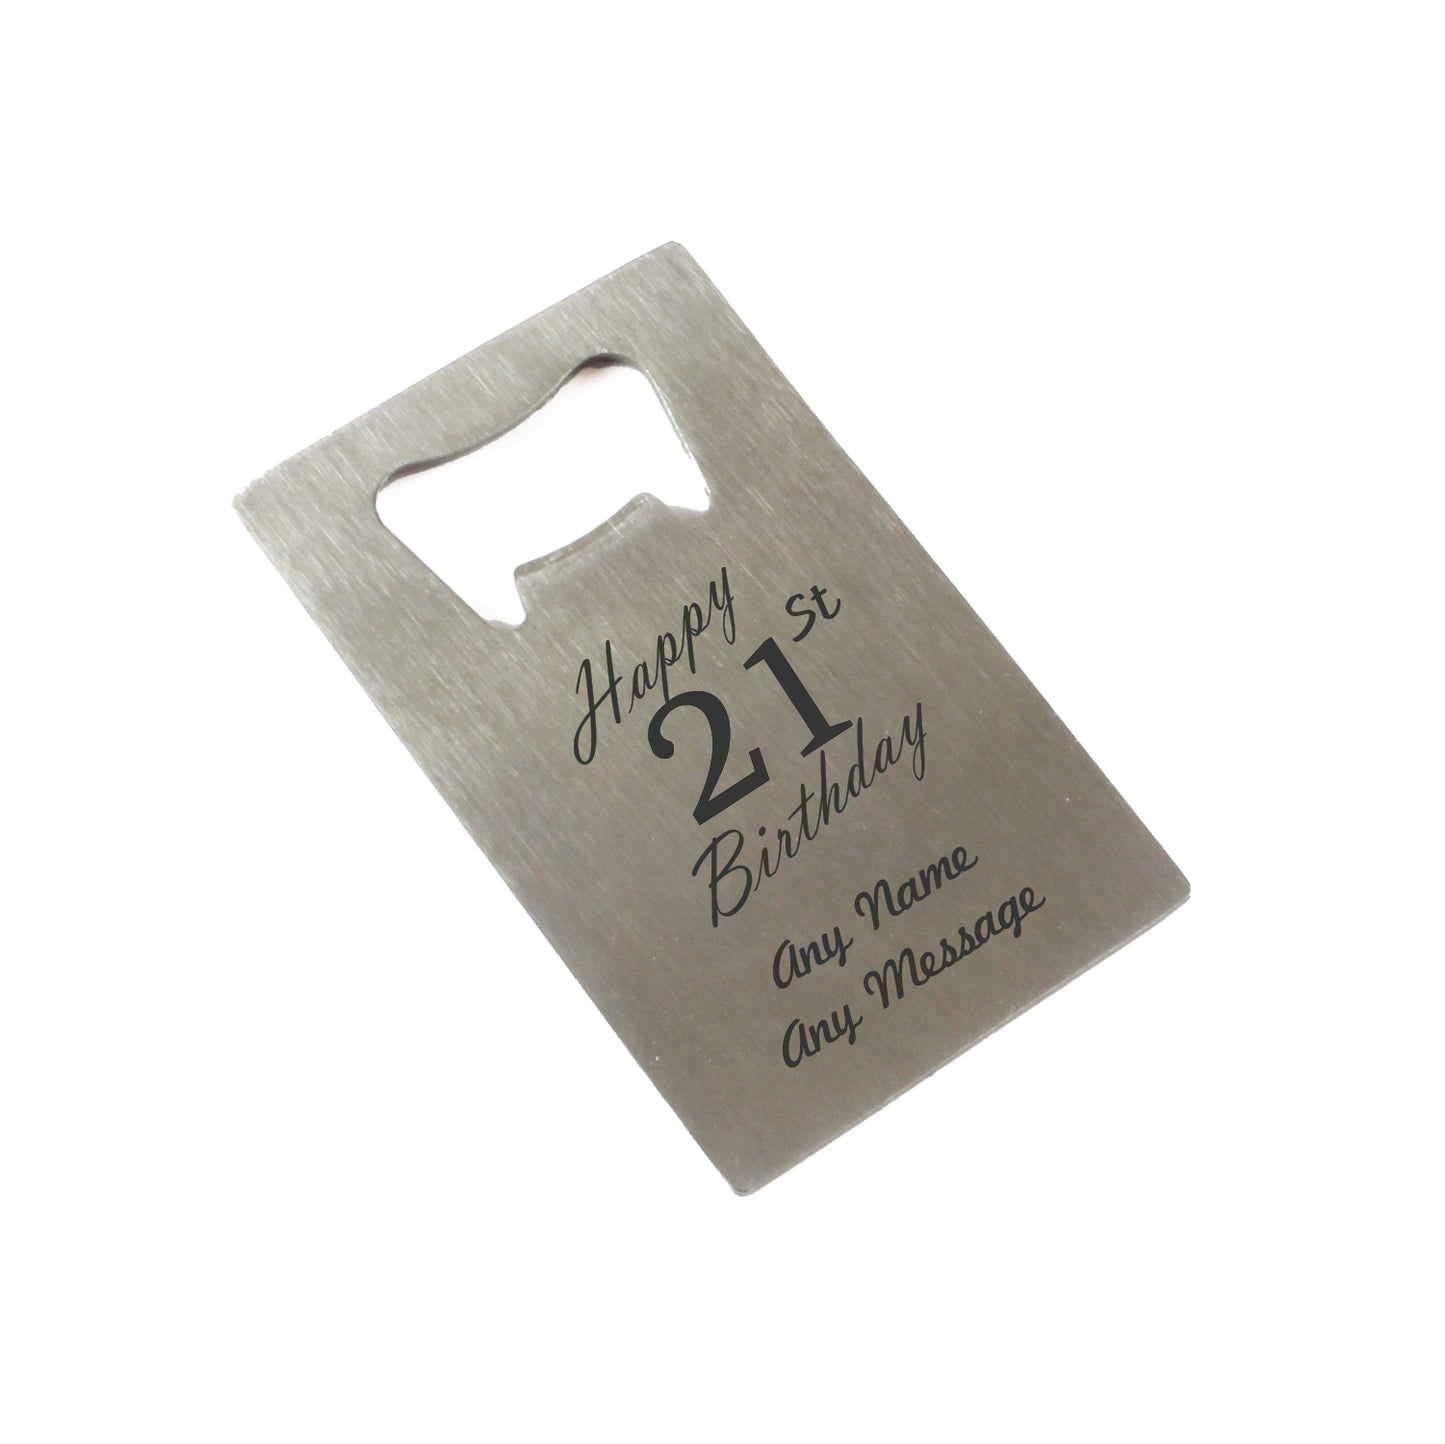 Happy
21st
Birthday
Any Name
Any Message